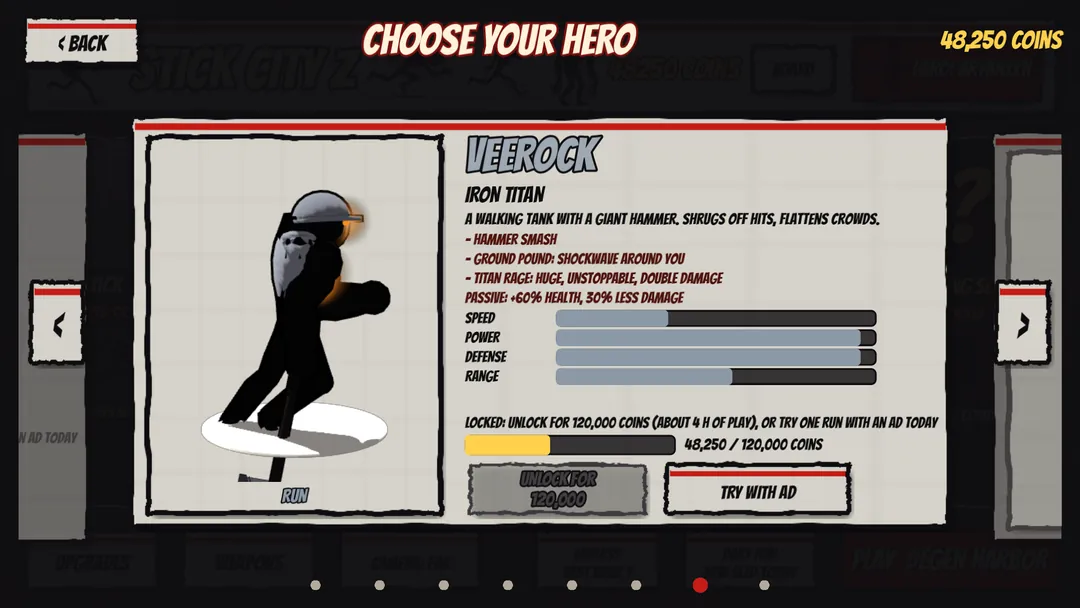 < BACK
CHOOSE YOUR HERO
48,250 COINS
STICK CITY 2
VEEROCK
IRON TITAN
A WALKING TANK WITH A GIANT HAMMER. SHRUGS OFF HITS, FLATTENS CROWDS.
- HAMMER SMASH
- GROUND POUND: SHOCKWAVE AROUND YOU
- TITAN RAGE: HUGE, UNSTOPPABLE, DOUBLE DAMAGE
PASSIVE: +60% HEALTH, 30% LESS DAMAGE
SPEED
POWER
DEFENSE
RANGE
LOCKED: UNLOCK FOR 120,000 COINS (ABOUT 4 H OF PLAY), OR TRY ONE RUN WITH AN AD TODAY
48,250 / 120,000 COINS
UNLOCK FOR
120,000
TRY WITH AD
RUN
<
>
N AD TODAY
UPGRADES
WEAPONS